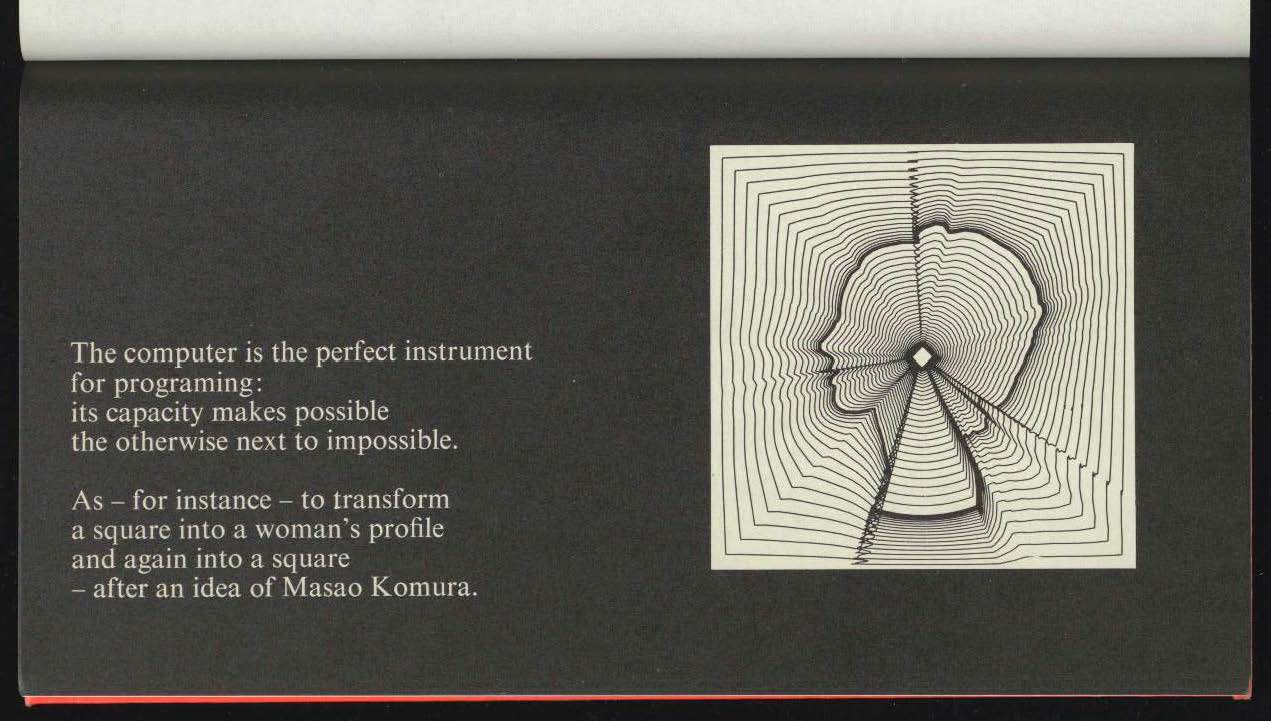 The computer is the perfect instrument
for programing:
its capacity makes possible
the otherwise next to impossible.
As – for instance – to transform
a square into a woman's profile
and again into a square
– after an idea of Masao Komura.